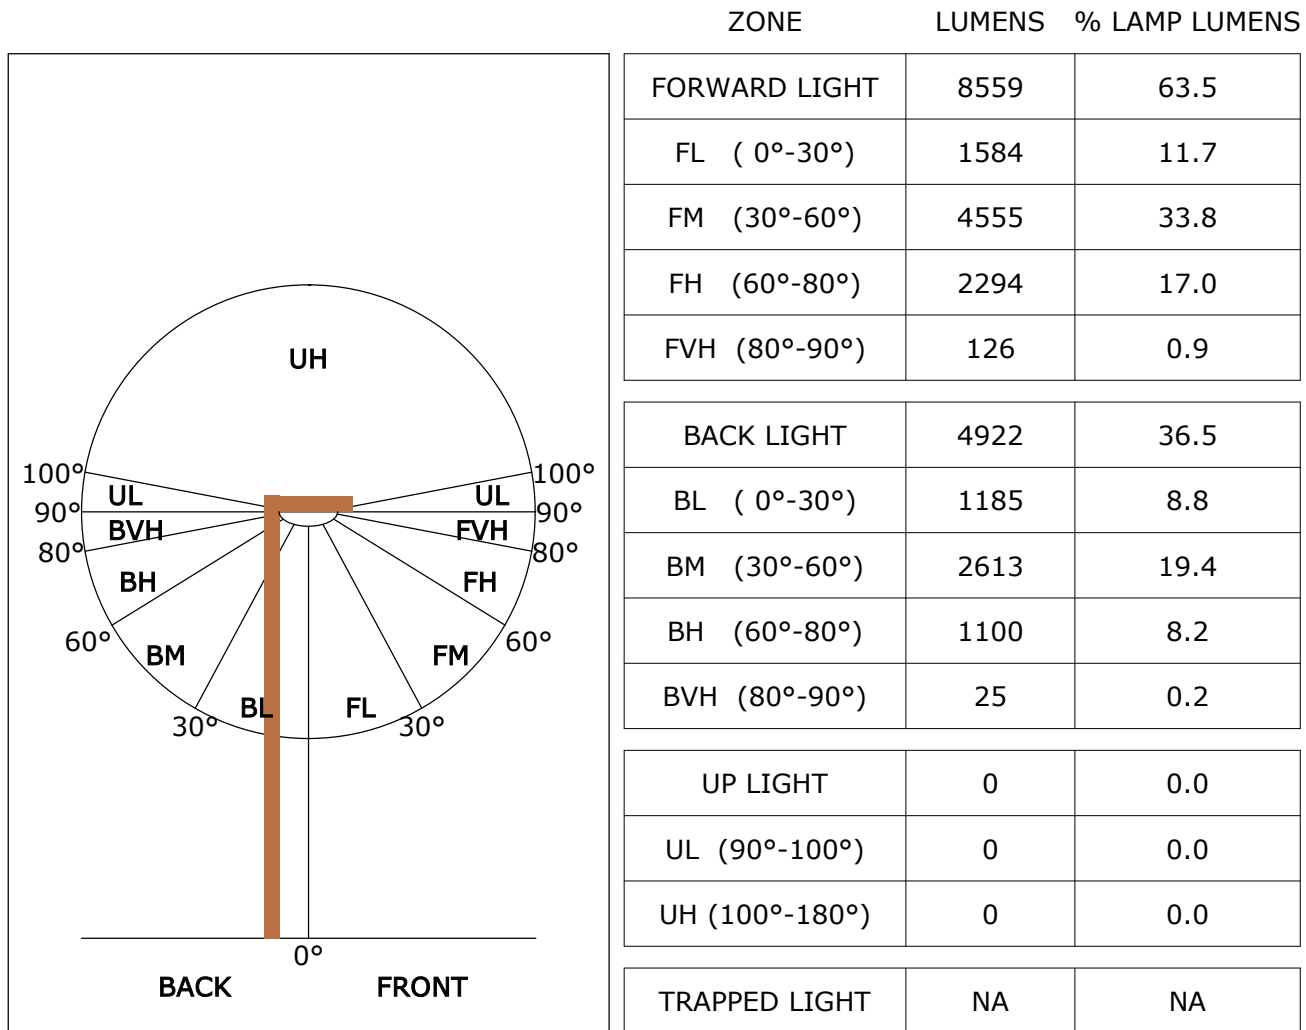 ZONE LUMENS % LAMP LUMENS
FORWARD LIGHT 8559 63.5
FL ( 0°-30°) 1584 11.7
FM (30°-60°) 4555 33.8
FH (60°-80°) 2294 17.0
FVH (80°-90°) 126 0.9
BACK LIGHT 4922 36.5
BL ( 0°-30°) 1185 8.8
BM (30°-60°) 2613 19.4
BH (60°-80°) 1100 8.2
BVH (80°-90°) 25 0.2
UP LIGHT 0 0.0
UL (90°-100°) 0 0.0
UH (100°-180°) 0 0.0
TRAPPED LIGHT NA NA
UH
100° 100°
UL UL
90° 90°
BVH FVH
80° 80°
BH FH
60° 60°
BM FM
BL FL
30° 30°
0°
BACK FRONT